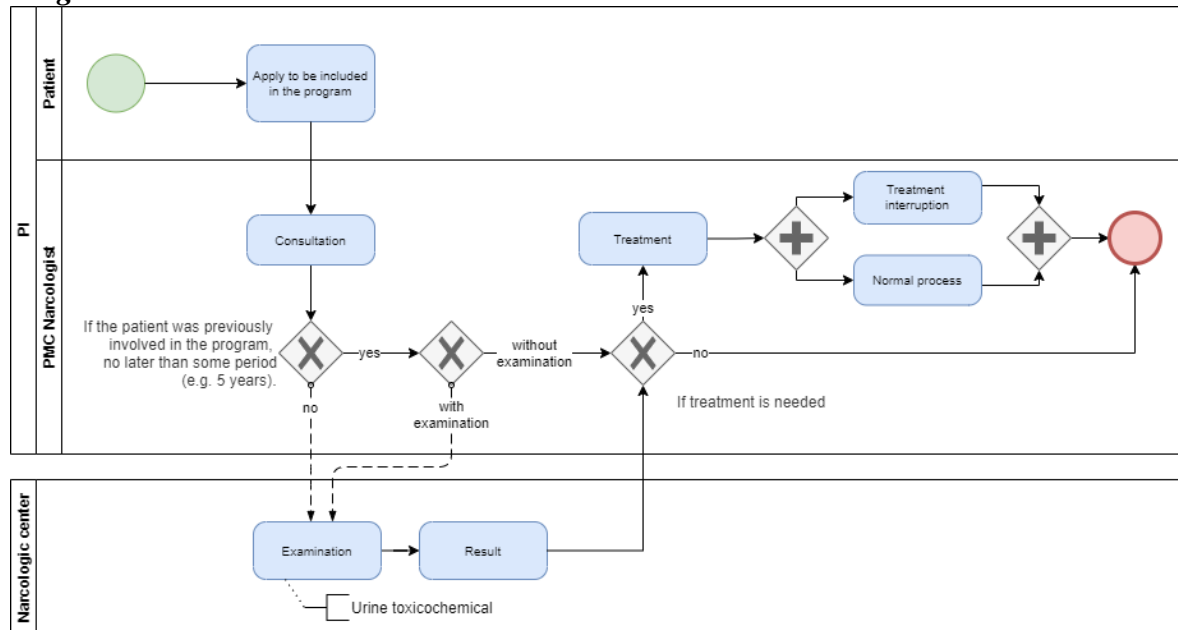 PI
Patient
Apply to be included
in the program
PMC Narcologist
Consultation
If the patient was previously
involved in the program,
no later than some period
(e.g. 5 years).
yes
no
with
examination
without
examination
Treatment
yes
no
If treatment is needed
Treatment
interruption
Normal process
Narcologic center
Examination
Result
Urine toxicochemical